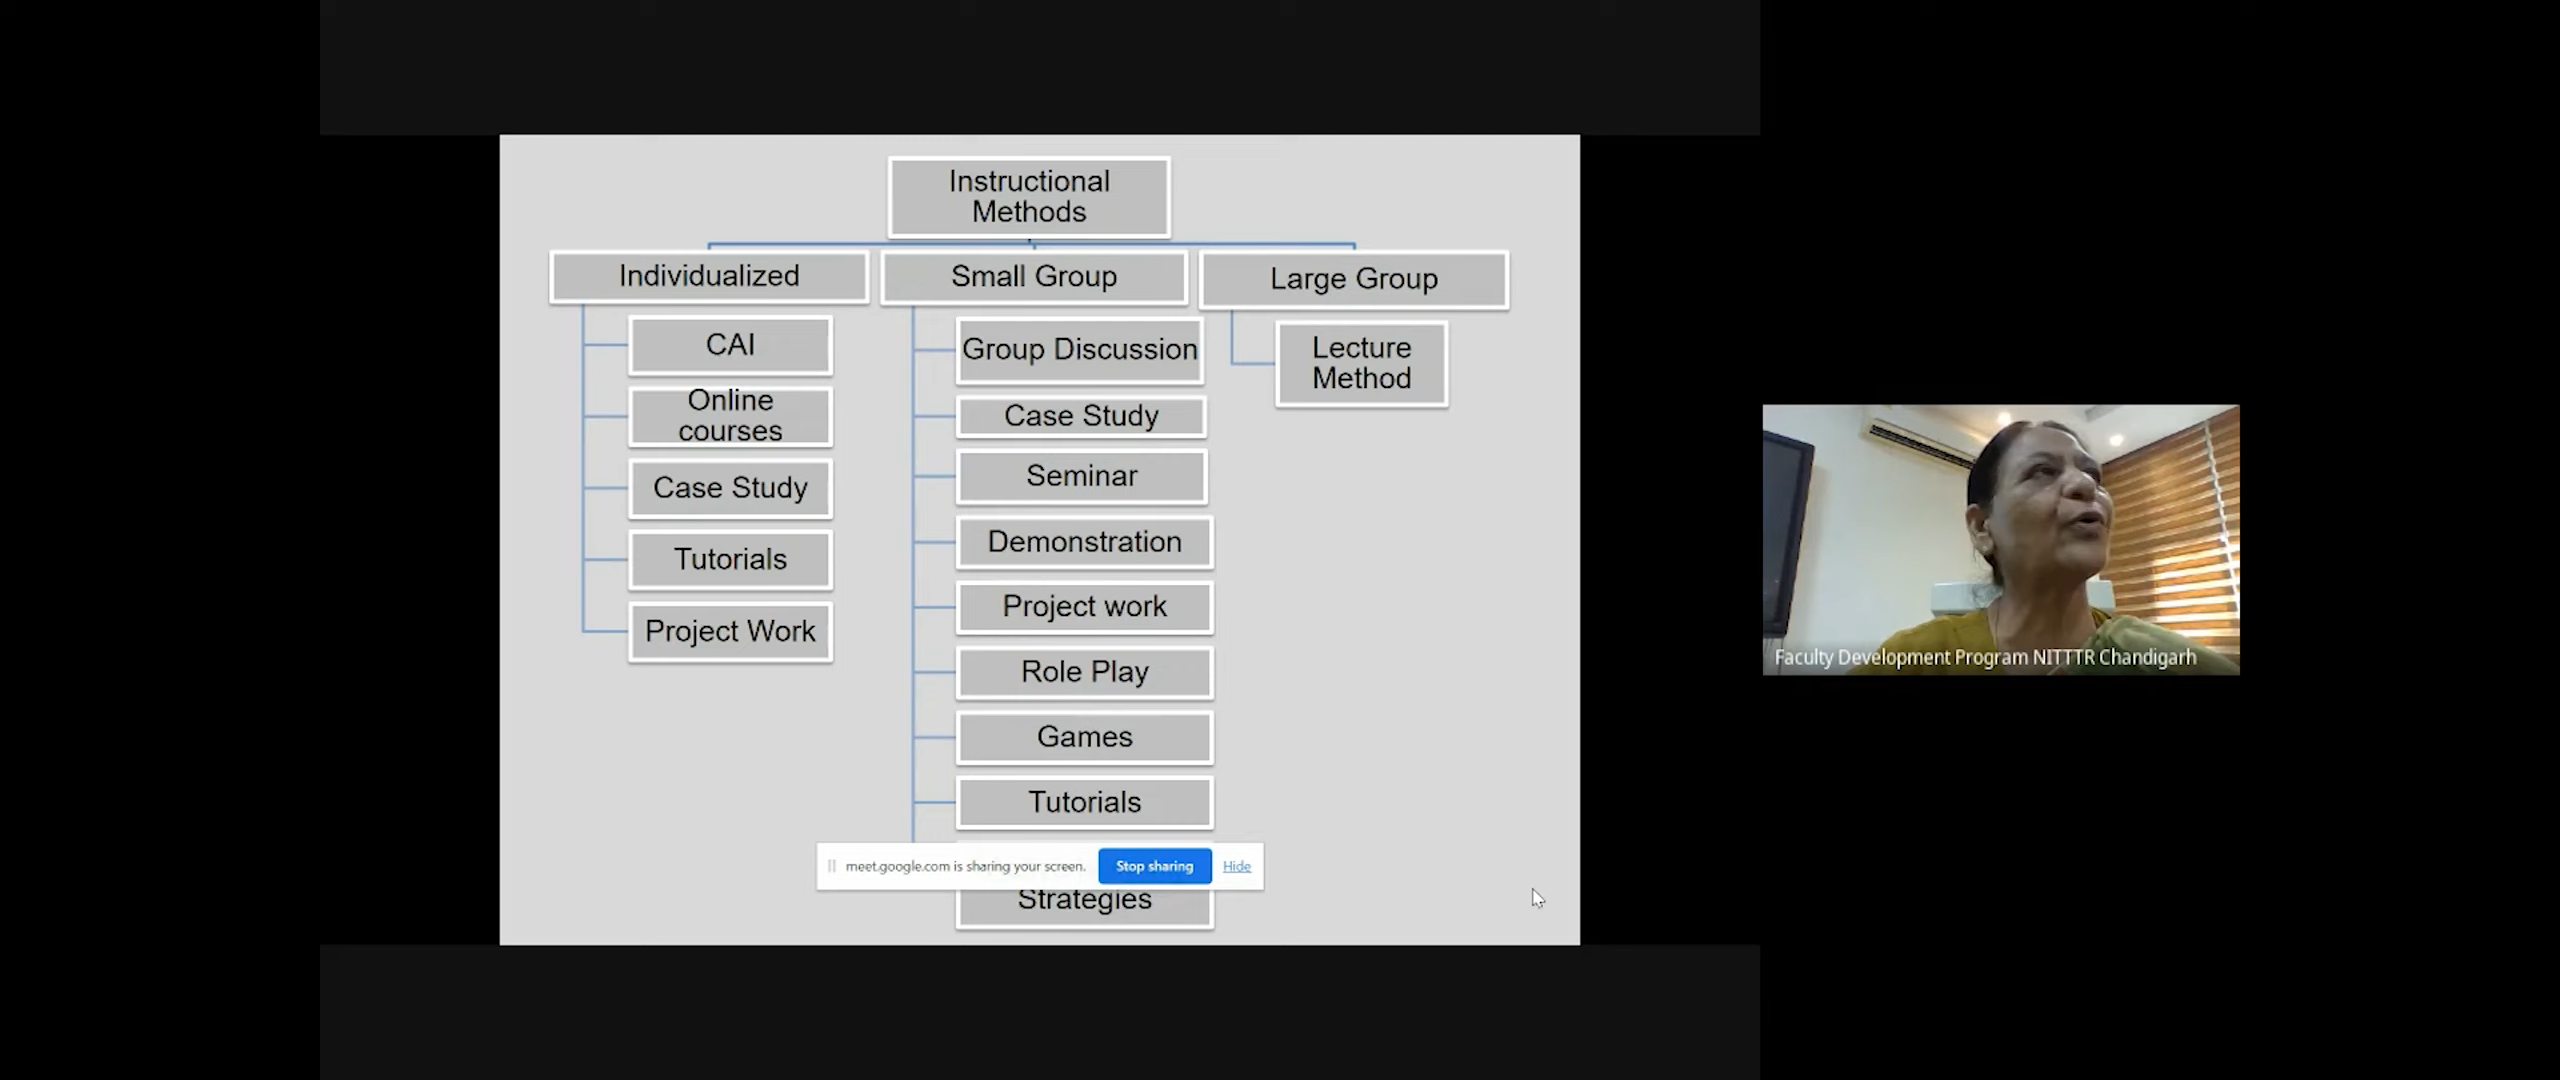 Instructional
Methods
Individualized
CAI
Online
courses
Case Study
Tutorials
Project Work
Small Group
Group Discussion
Case Study
Seminar
Demonstration
Project work
Role Play
Games
Tutorials
Strategies
Large Group
Lecture
Method
meet.google.com is sharing your screen.
Stop sharing
Hide
Faculty Development Program NITTTR Chandigarh